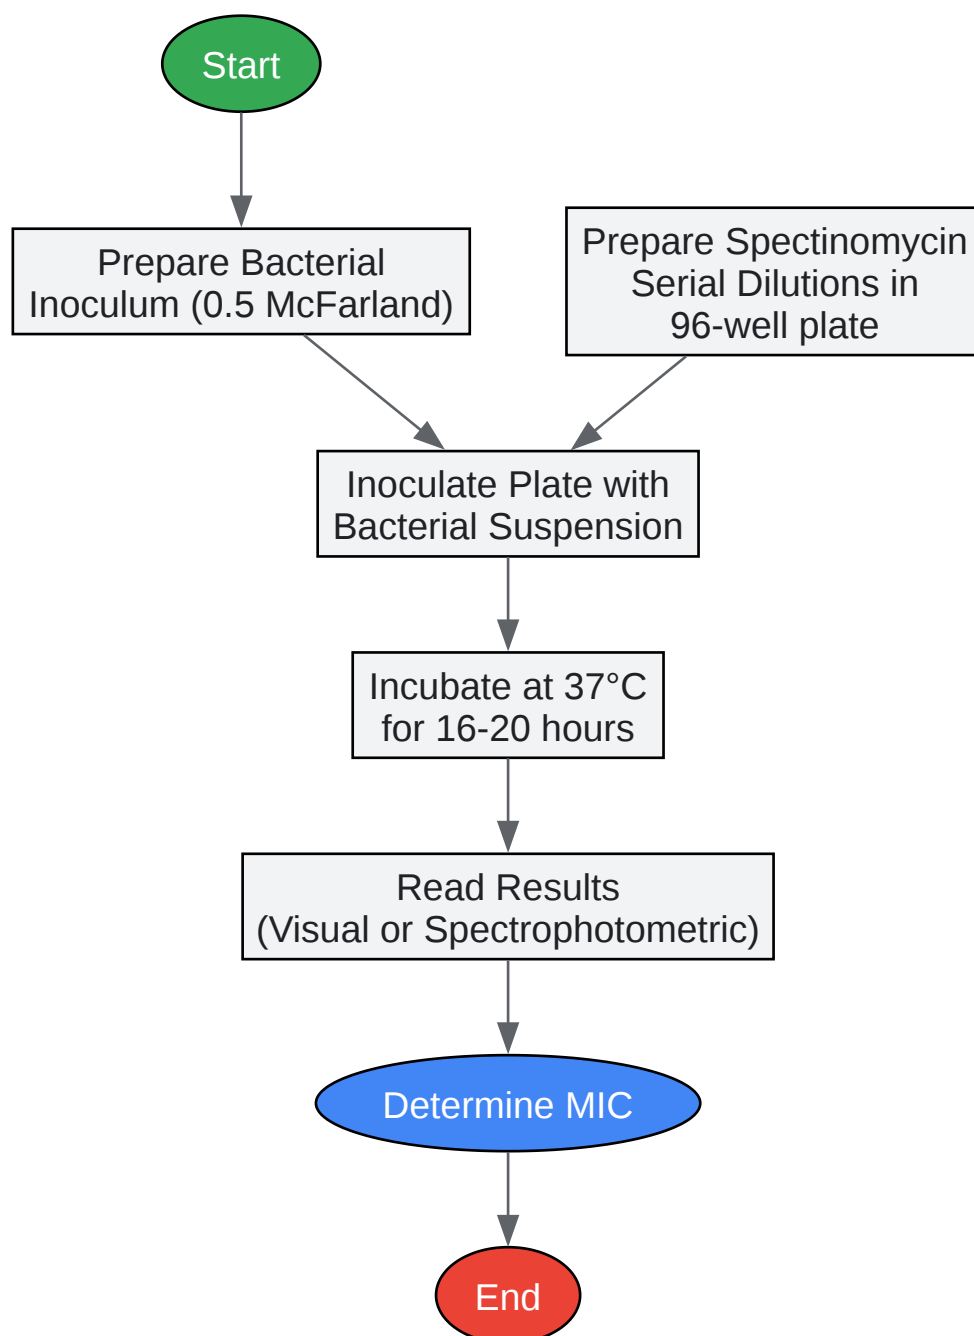 Start
Prepare Bacterial
Inoculum (0.5 McFarland)
Prepare Spectinomycin
Serial Dilutions in
96-well plate
Inoculate Plate with
Bacterial Suspension
Incubate at 37°C
for 16-20 hours
Read Results
(Visual or Spectrophotometric)
Determine MIC
End